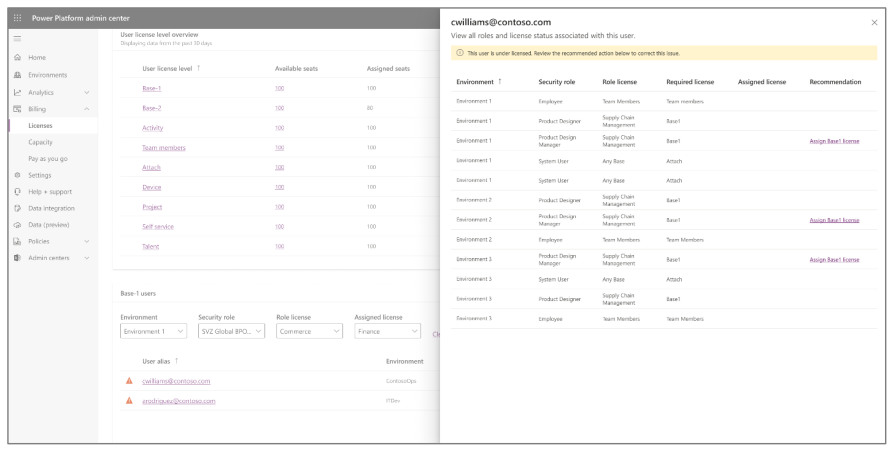 Power Platform admin center
Home
Environments
Analytics
Billing
Licenses
Capacity
Pay as you go
Settings
Help + support
Data integration
Data (preview)
Policies
Admin centers
User license level overview
Displaying data from the past 30 days
User license level ↑ Available seats Assigned seats
Base-1 100 100
Base-2 100 80
Activity 100 100
Team members 100 100
Attach 100 100
Device 100 100
Project 100 100
Self service 100 100
Talent 100 100
Base-1 users
Environment Security role Role license Assigned license
Environment 1 SVZ Global BPO... Commerce Finance
User alias ↑ Environment
cwilliams@contoso.com ContosoOps
arodriguez@contoso.com
cwilliams@contoso.com
View all roles and license status associated with this user.
This user is under licensed. Review the recommended action below to correct this issue.
Environment ↑ Security role Role license Required license Assigned license Recommendation
Environment 1 Employee Team Members Team members
Environment 1 Product Designer Supply Chain Management Base1
Environment 1 Product Design Manager Supply Chain Management Base1 Assign Base1 license
Environment 1 System User Any Base Attach
Environment 1 System User Any Base Attach
Environment 2 Product Designer Supply Chain Management Base1
Environment 2 Product Design Manager Supply Chain Management Base1 Assign Base1 license
Environment 2 Employee Team Members Team Members
Environment 3 Product Design Manager Supply Chain Management Base1 Assign Base1 license
Environment 3 System User Any Base Attach
Environment 3 Product Designer Supply Chain Management Base1
Environment 3 Employee Team Members Team Members